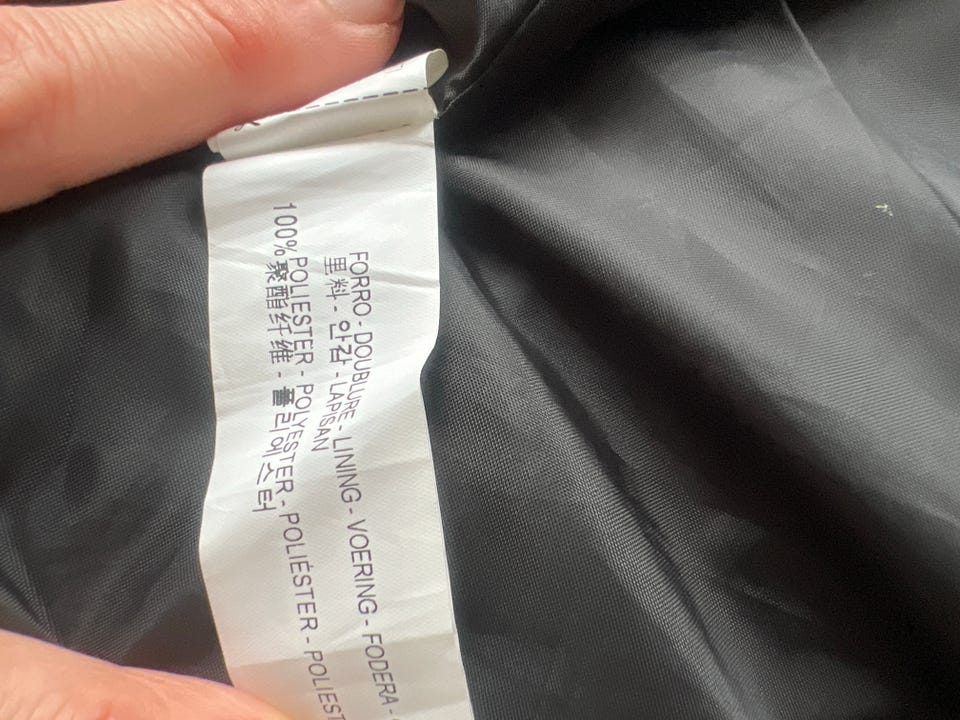 FORRO - DOUBLURE - LINING - VOERING - FODERA -
里料 - 안감 - LAPISAN
100% POLIESTER - POLYESTER - POLIÉSTER - POLIEST
聚酯纤维 - 폴리에스터